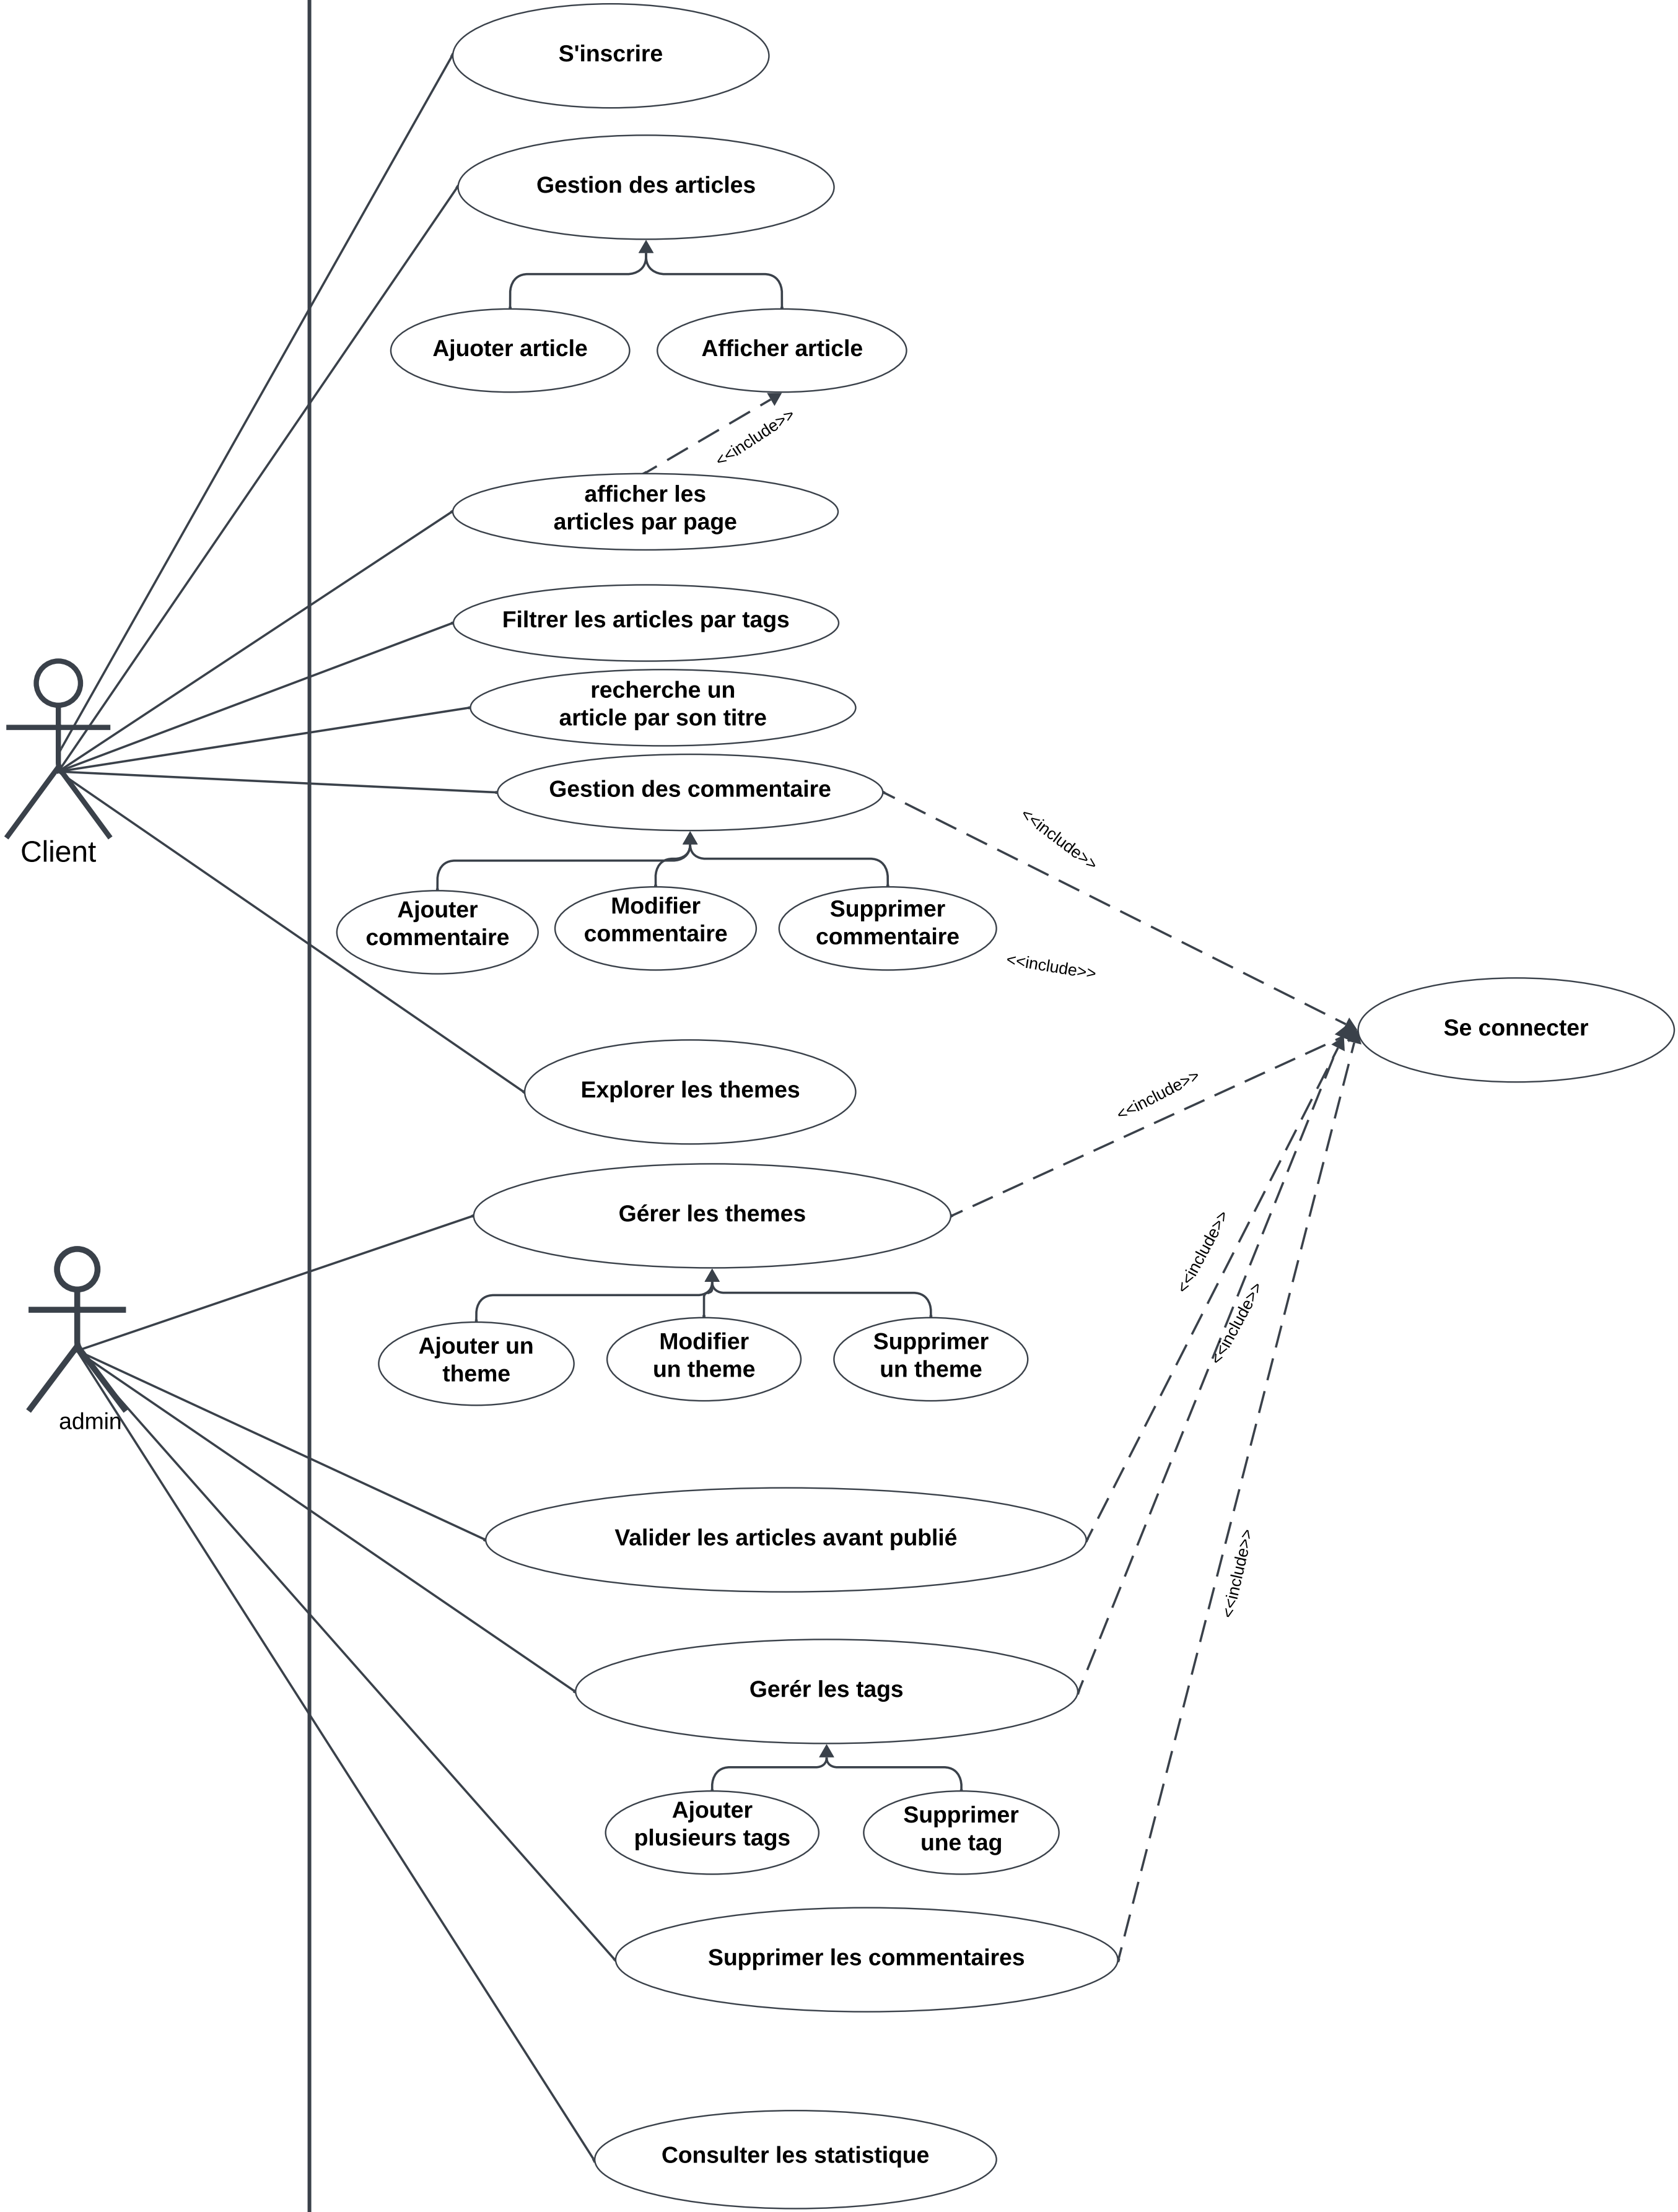 S'inscrire
Gestion des articles
Ajuoter article
Afficher article
<<include>>
afficher les
articles par page
Filtrer les articles par tags
recherche un
article par son titre
Gestion des commentaire
<<include>>
Client
Ajouter
commentaire
Modifier
commentaire
Supprimer
commentaire
<<include>>
Se connecter
Explorer les themes
<<include>>
Gérer les themes
<<include>>
<<include>>
Ajouter un
theme
Modifier
un theme
Supprimer
un theme
admin
Valider les articles avant publié
<<include>>
Gerér les tags
Ajouter
plusieurs tags
Supprimer
une tag
Supprimer les commentaires
Consulter les statistique